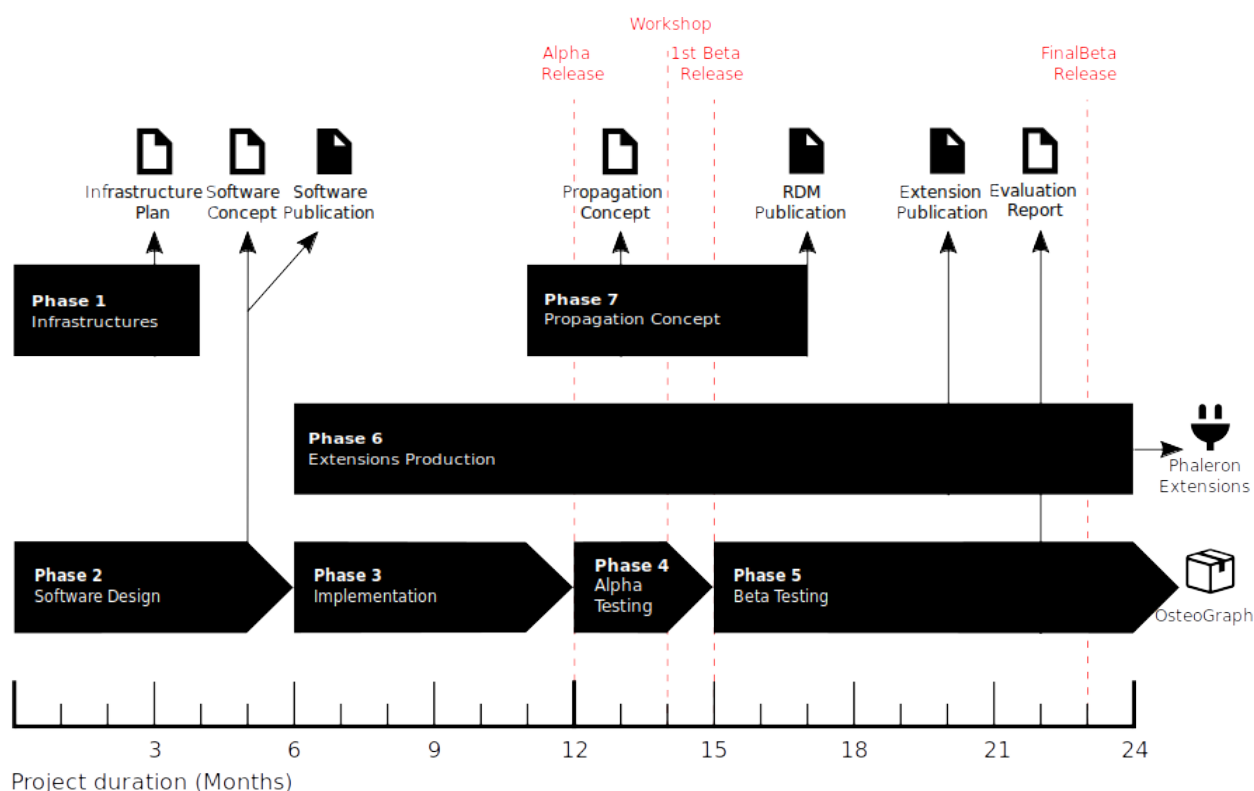 Workshop
Alpha
Release
1st Beta
Release
FinalBeta
Release
Infrastructure
Plan
Software
Concept
Software
Publication
Propagation
Concept
RDM
Publication
Extension
Publication
Evaluation
Report
Phase 1
Infrastructures
Phase 7
Propagation Concept
Phase 6
Extensions Production
Phaleron
Extensions
Phase 2
Software Design
Phase 3
Implementation
Phase 4
Alpha
Testing
Phase 5
Beta Testing
OsteoGraph
3 6 9 12 15 18 21 24
Project duration (Months)